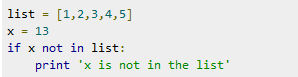 list = [1,2,3,4,5]
x = 13
if x not in list:
    print 'x is not in the list'